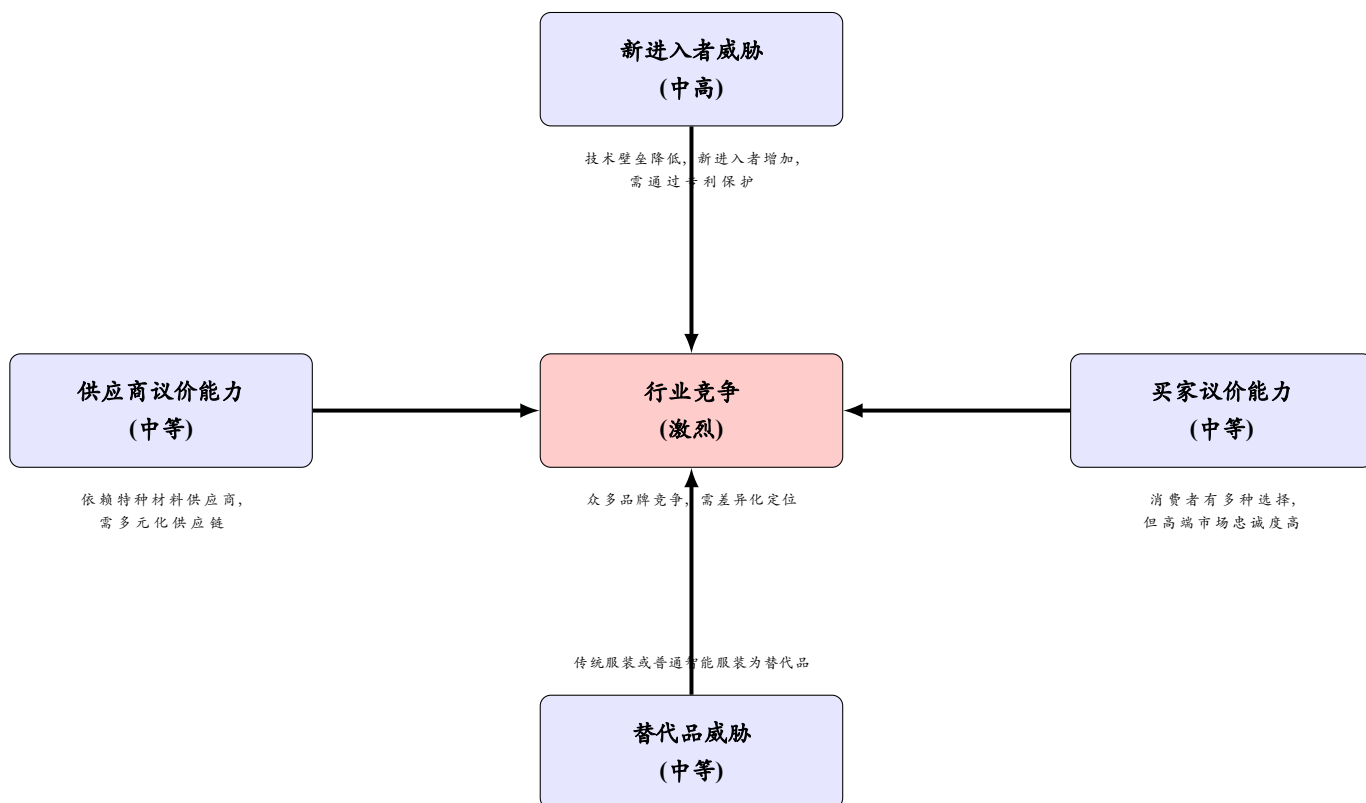 新进入者威胁
(中高)
技术壁垒降低, 新进入者增加,
需通过专利保护
供应商议价能力
(中等)
依赖特种材料供应商,
需多元化供应链
行业竞争
(激烈)
众多品牌竞争, 需差异化定位
买家议价能力
(中等)
消费者有多种选择,
但高端市场忠诚度高
传统服装或普通智能服装为替代品
替代品威胁
(中等)